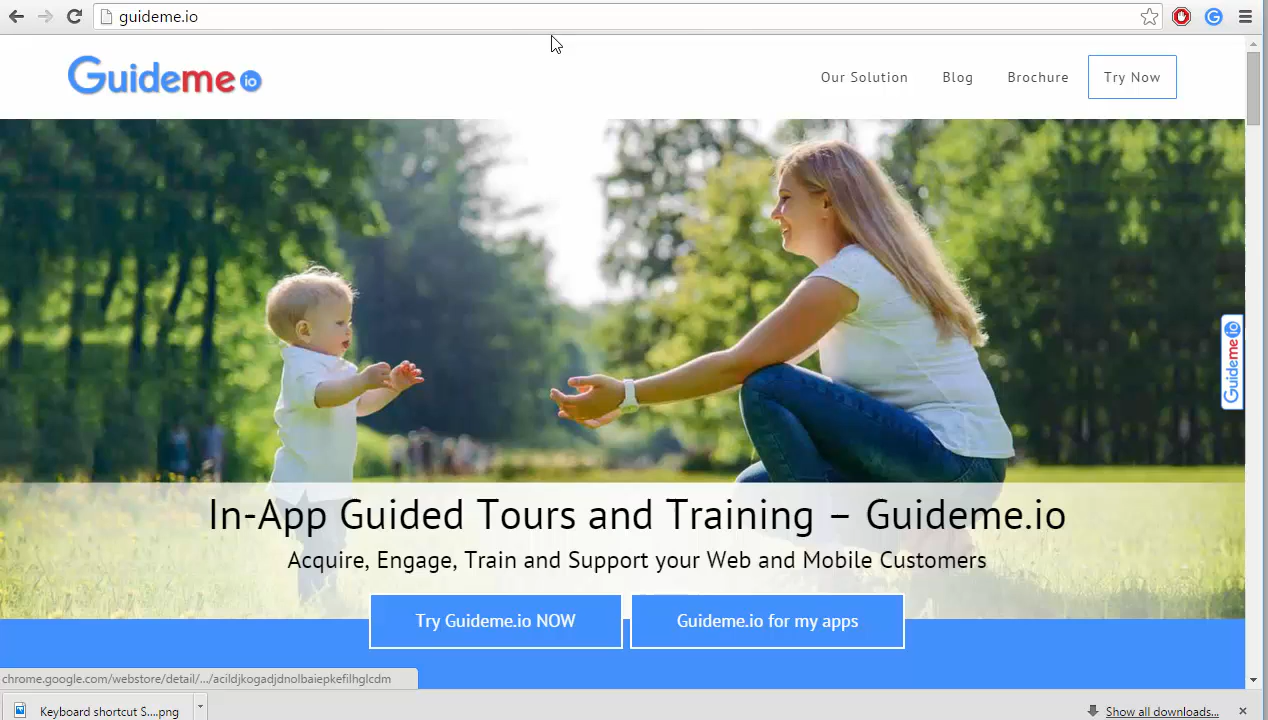 guideme.io
Guideme io
Our Solution
Blog
Brochure
Try Now
Guideme io
In-App Guided Tours and Training – Guideme.io
Acquire, Engage, Train and Support your Web and Mobile Customers
Try Guideme.io NOW
Guideme.io for my apps
chrome.google.com/webstore/detail/.../acildjkogadjdnolbaiepkefilhglcdm
Keyboard shortcut S....png
Show all downloads...